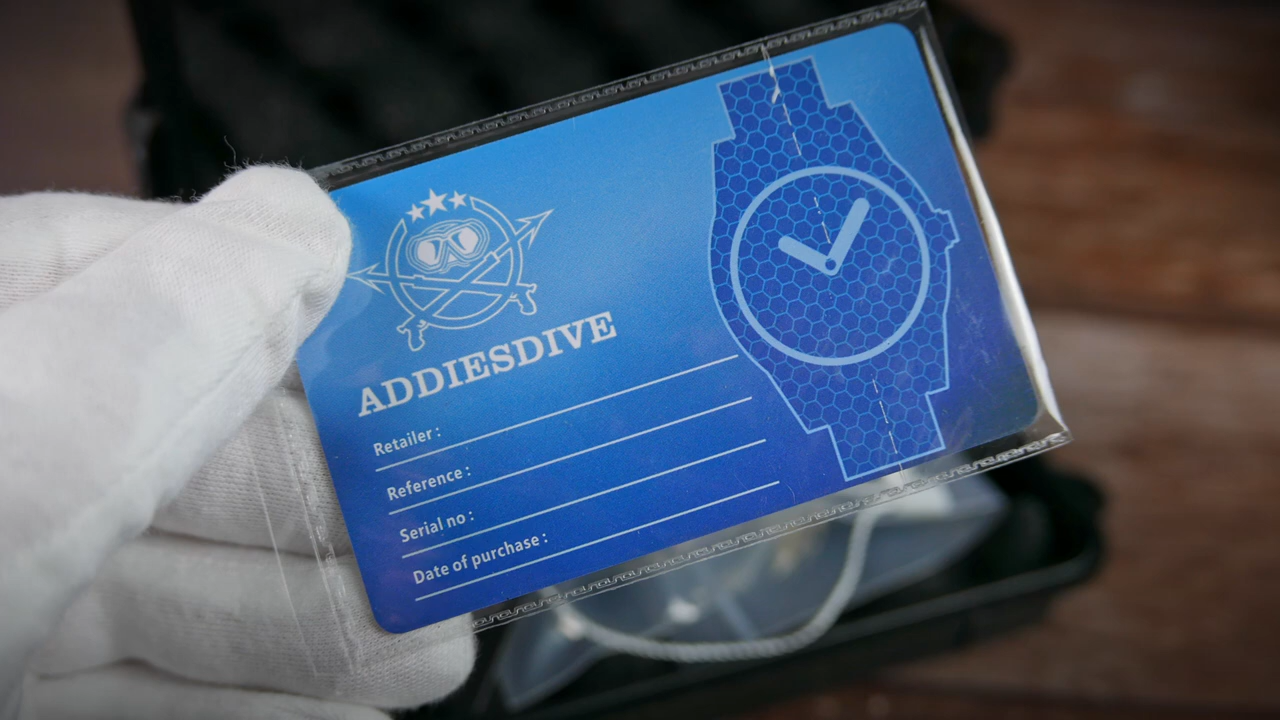 ADDIESDIVE
Retailer :
Reference :
Serial no :
Date of purchase :